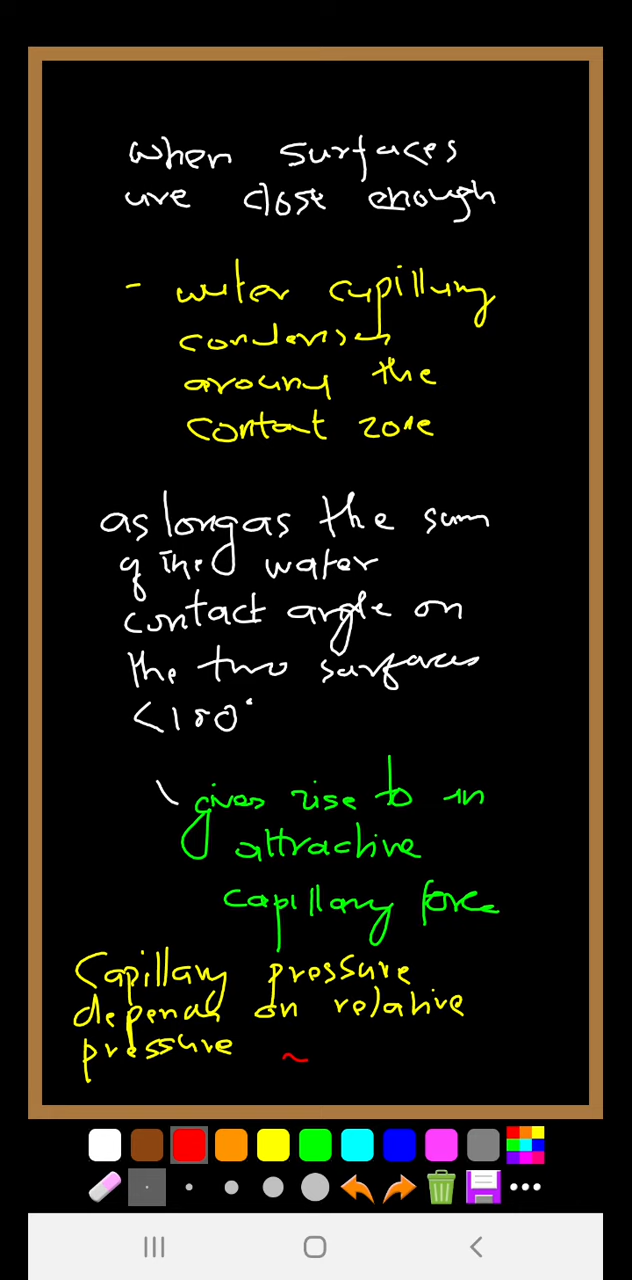 when surfaces
are close enough
- water capillary
condenses
around the
contact zone
as long as the sum
of the water
contact angle on
the two surfaces
<180°
gives rise to an
attractive
capillary force
Capillary pressure
depends on relative
pressure ~